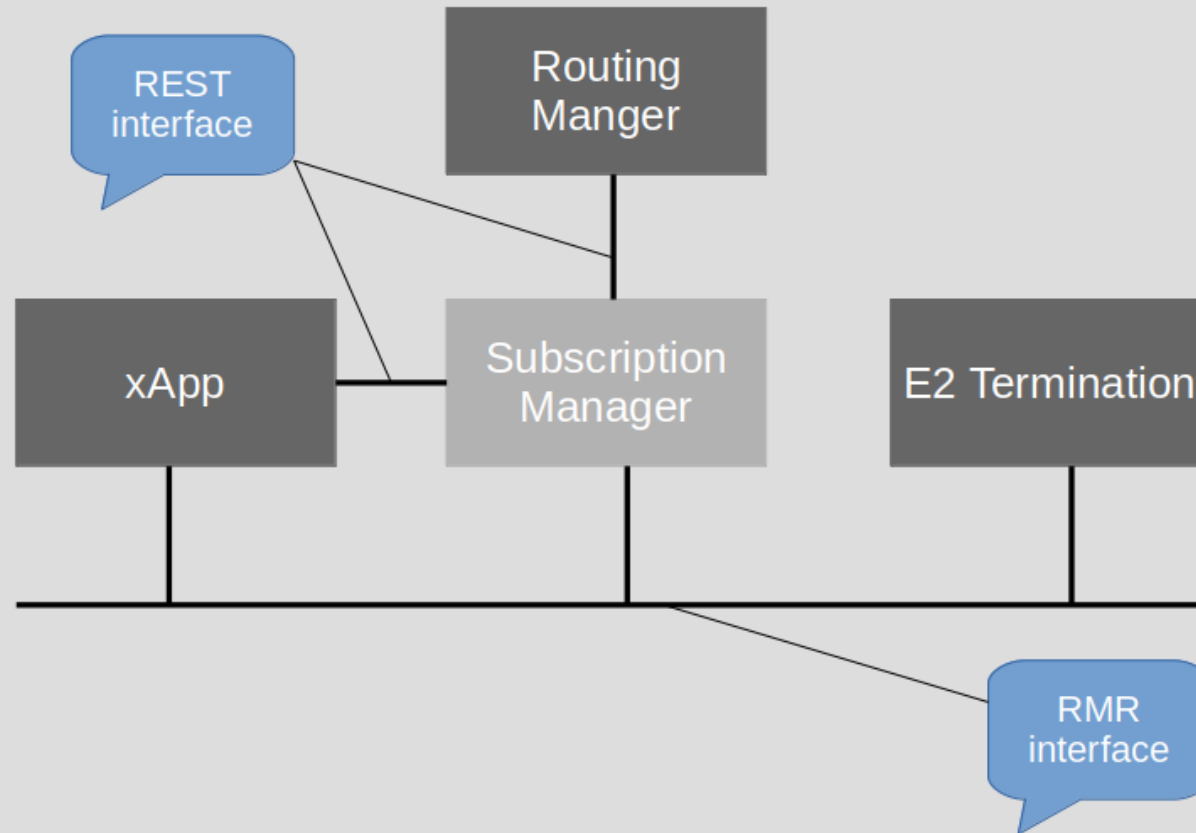 REST
interface
Routing
Manger
xApp
Subscription
Manager
E2 Termination
RMR
interface